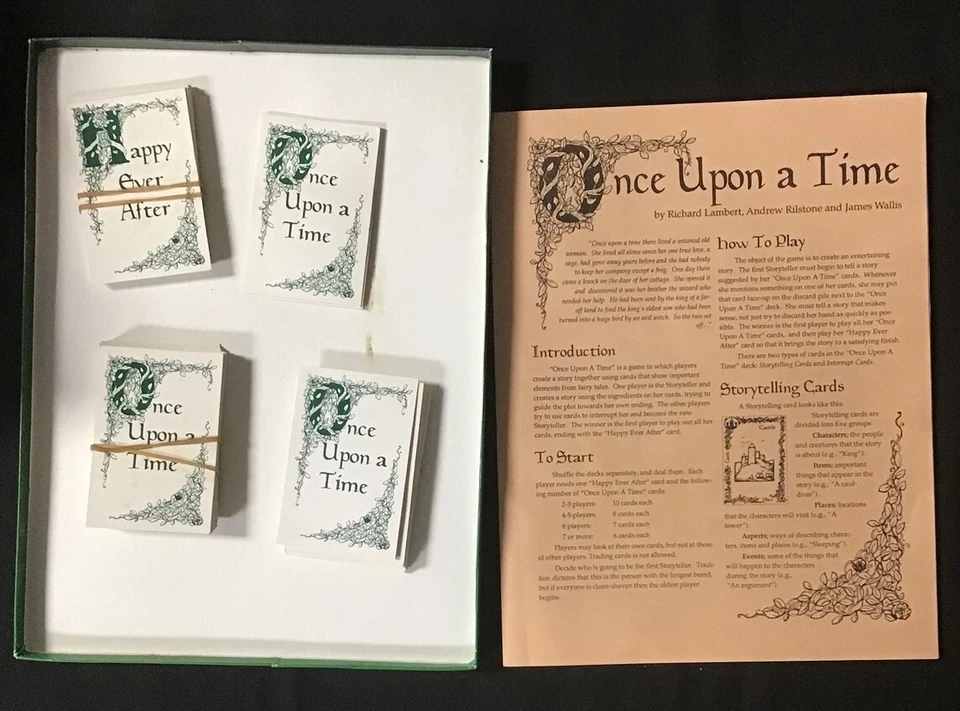 Happy
Ever
After
Once
Upon a
Time
Once
Upon a
Time
Once
Upon a
Time
Once Upon a Time
by Richard Lambert, Andrew Rilstone and James Wallis
"Once upon a time there lived a wizened old
woman. She lived all alone since her one true love, a
sage, had gone away years before and she had nobody
to keep her company except a frog. One day there
came a knock on the door of her cottage. She opened it
and discovered it was her brother the wizard who
needed her help. He had been sent by the king of a far-
off land to find the king's eldest son who had been
turned into a huge bird by an evil witch. So the two set
off..."
Introduction
"Once Upon A Time" is a game in which players
create a story together using cards that show important
elements from fairy tales. One player is the Storyteller and
creates a story using the ingredients on her cards, trying to
guide the plot towards her own ending. The other players
try to use cards to interrupt her and become the new
Storyteller. The winner is the first player to play out all her
cards, ending with the "Happy Ever After" card.
To Start
Shuffle the decks separately, and deal them. Each
player needs one "Happy Ever After" card and the follow-
ing number of "Once Upon A Time" cards:
2-3 players: 10 cards each
4-5 players: 8 cards each
6 players: 7 cards each
7 or more: 6 cards each
Players may look at their own cards, but not at those
of other players. Trading cards is not allowed.
Decide who is going to be the first Storyteller. Tradi-
tion dictates that this is the person with the longest beard,
but if everyone is clean-shaven then the oldest player
begins.
How To Play
The object of the game is to create an entertaining
story. The first Storyteller must begin to tell a story
suggested by her "Once Upon A Time" cards. Whenever
she mentions something on one of her cards, she may put
that card face-up on the discard pile next to the "Once
Upon A Time" deck. She must tell a story that makes
sense, not just try to discard her hand as quickly as pos-
sible. The winner is the first player to play all her "Once
Upon A Time" cards, and then play her "Happy Ever
After" card so that it brings the story to a satisfying finish.
There are two types of cards in the "Once Upon A
Time" deck: Storytelling Cards and Interrupt Cards.
Storytelling Cards
A Storytelling card looks like this:
Castle
Storytelling cards are
divided into five groups:
Characters; the people
and creatures that the story
is about (e.g., "King").
Items; important
things that appear in the
story (e.g., "A caul-
dron").
Places; locations
that the characters will visit (e.g., "A
tower").
Aspects; ways of describing charac-
ters, items and places (e.g., "Sleeping").
Events; some of the things that
will happen to the characters
during the story (e.g.,
"An argument").